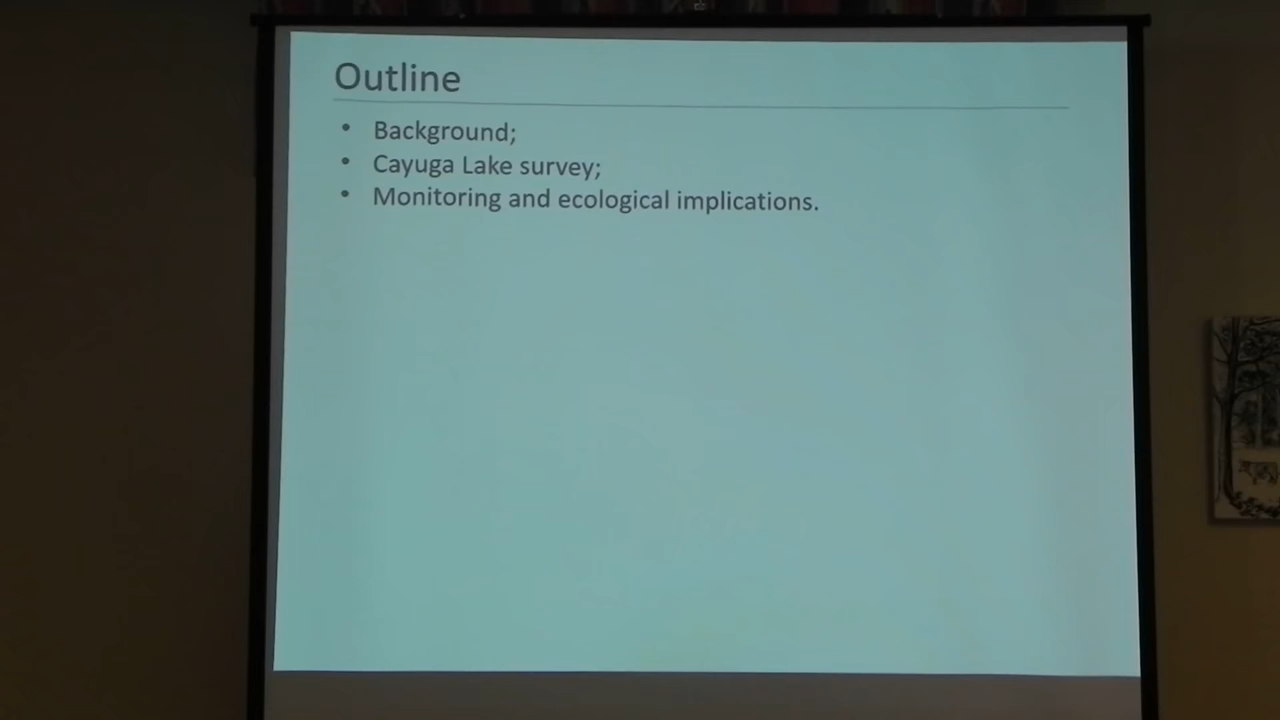 Outline
• Background;
• Cayuga Lake survey;
• Monitoring and ecological implications.